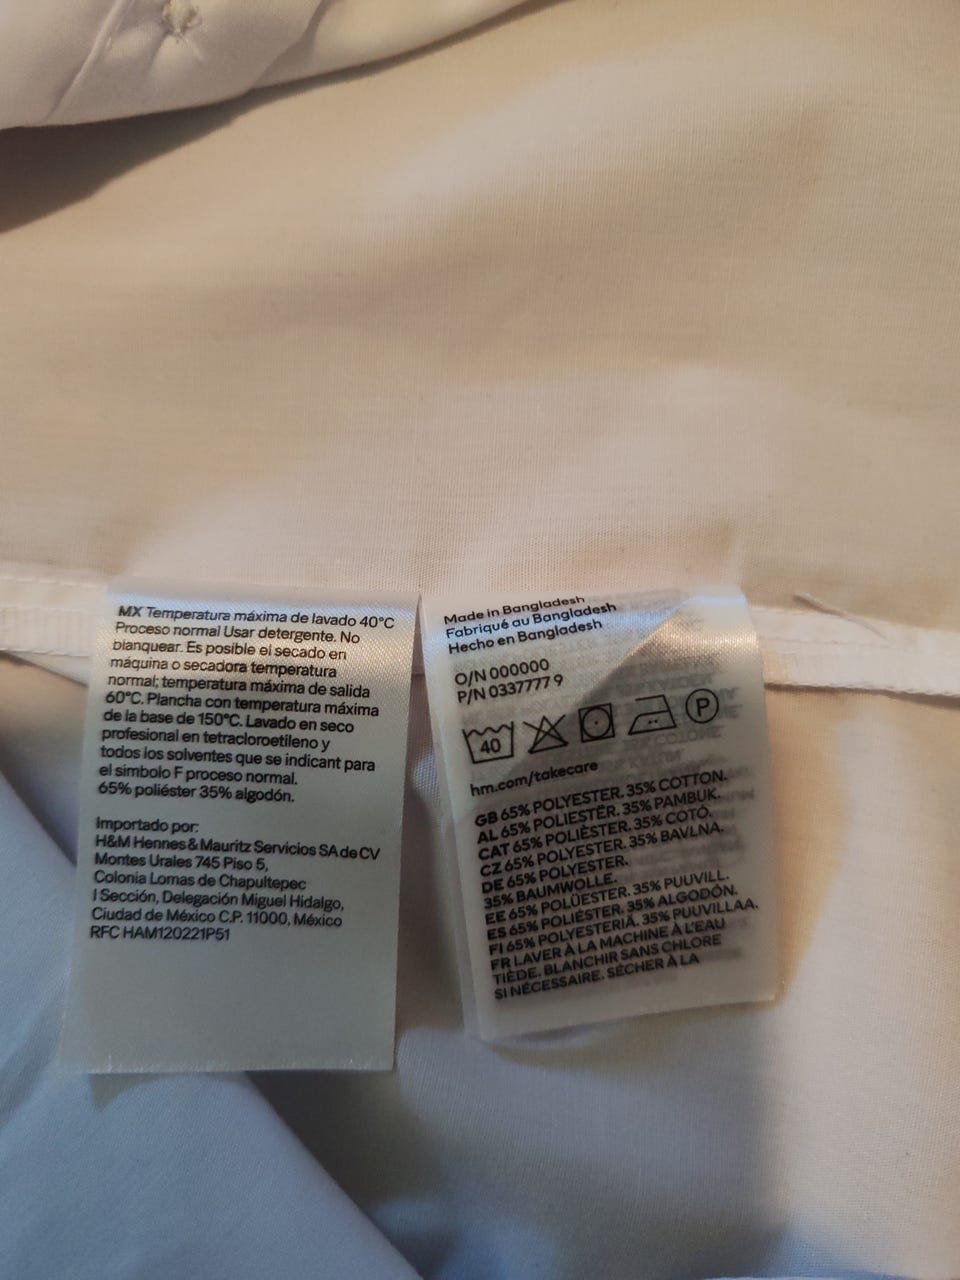 MX Temperatura máxima de lavado 40°C
Proceso normal Usar detergente. No
blanquear. Es posible el secado en
máquina o secadora temperatura
normal; temperatura máxima de salida
60°C. Plancha con temperatura máxima
de la base de 150°C. Lavado en seco
profesional en tetracloroetileno y
todos los solventes que se indicant para
el simbolo F proceso normal.
65% poliéster 35% algodón.
Importado por:
H&M Hennes & Mauritz Servicios SA de CV
Montes Urales 745 Piso 5,
Colonia Lomas de Chapultepec
I Sección, Delegación Miguel Hidalgo,
Ciudad de México C.P. 11000, México
RFC HAM120221P51
Made in Bangladesh
Fabriqué au Bangladesh
Hecho en Bangladesh
O/N 000000
P/N 0337777 9
40 P
hm.com/takecare
GB 65% POLYESTER. 35% COTTON.
AL 65% POLIESTËR. 35% PAMBUK.
CAT 65% POLIÈSTER. 35% COTÓ.
CZ 65% POLYESTER. 35% BAVLNA.
DE 65% POLYESTER.
35% BAUMWOLLE.
EE 65% POLÜESTER. 35% PUUVILL.
ES 65% POLIÉSTER. 35% ALGODÓN.
FI 65% POLYESTERIÄ. 35% PUUVILLAA.
FR LAVER À LA MACHINE À L'EAU
TIÈDE. BLANCHIR SANS CHLORE
SI NÉCESSAIRE. SÉCHER À LA